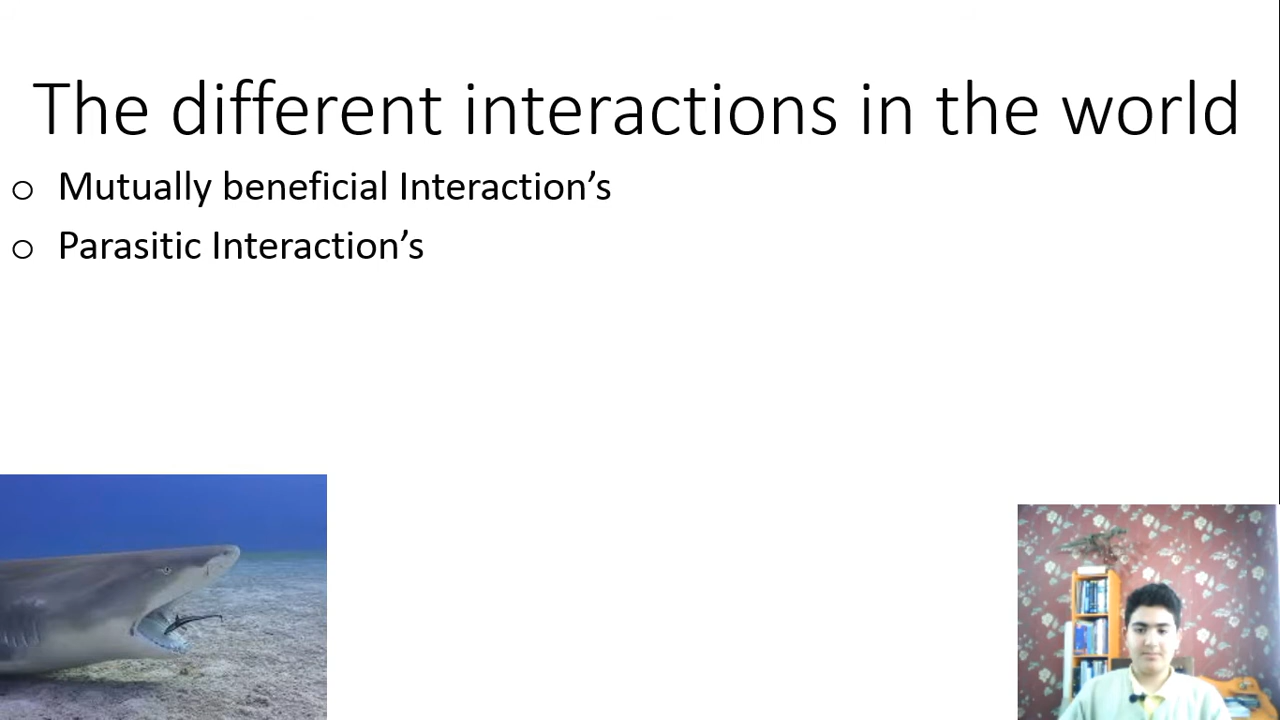 The different interactions in the world
o Mutually beneficial Interaction’s
o Parasitic Interaction’s